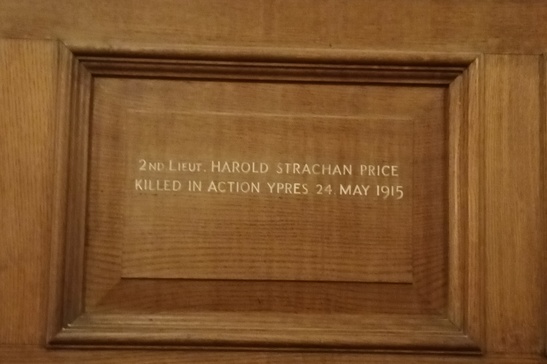 2ND LIEUT. HAROLD STRACHAN PRICE
KILLED IN ACTION YPRES 24 MAY 1915